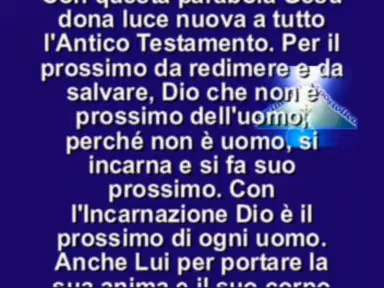 Con questa parabola Gesù
dona luce nuova a tutto
l'Antico Testamento. Per il
prossimo da redimere e da
salvare, Dio che non è
prossimo dell'uomo,
perché non è uomo, si
incarna e si fa suo
prossimo. Con
l'Incarnazione Dio è il
prossimo di ogni uomo.
Anche Lui per portare la
sua anima e il suo corpo